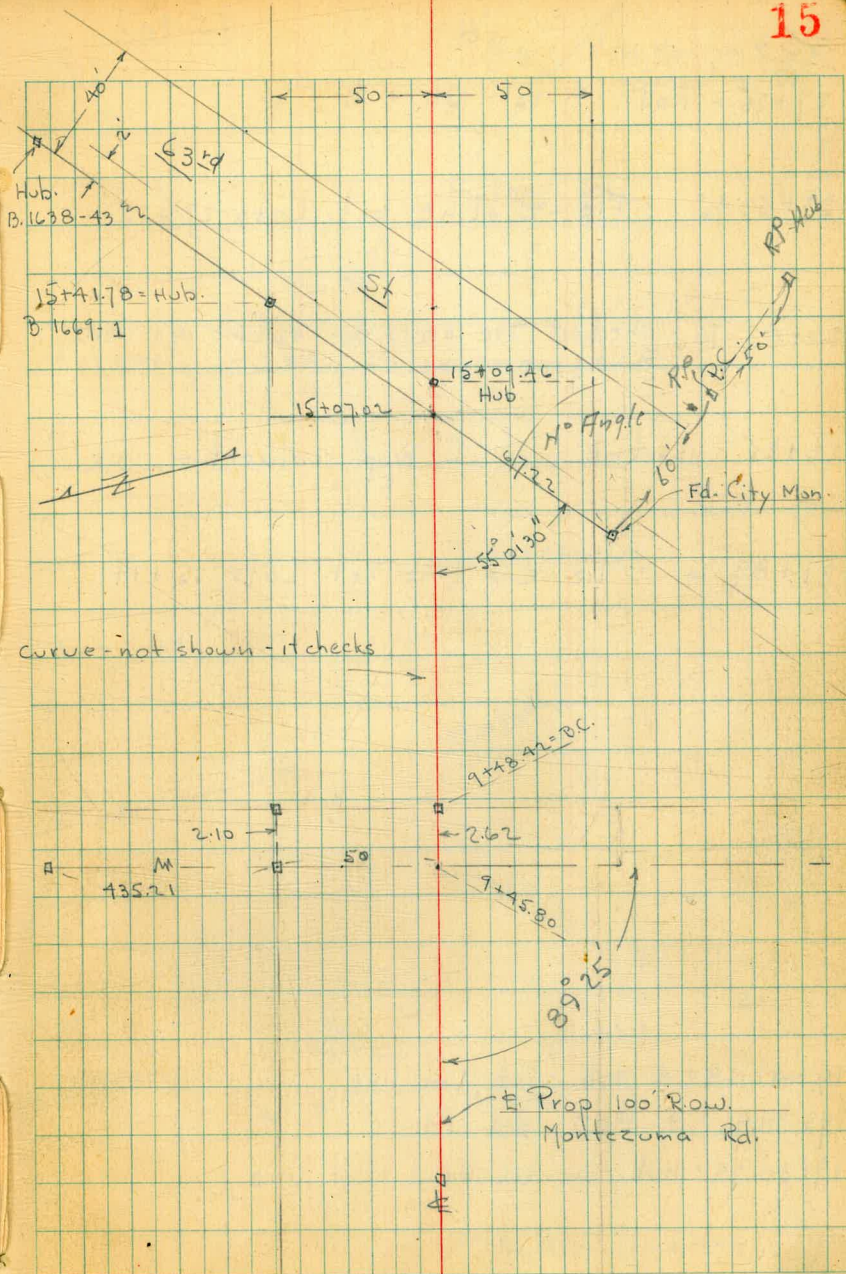 15
50
50
40'
2'
63rd
St
Hub.
B.1638-43
15+41.78 = Hub.
B 1669-1
15+09.46
Hub
15+07.02
No Angle
67.22
R.P. Hub
R.P.
R.C.
50'
60'
Fd. City Mon.
55° 01' 30"
curve - not shown - it checks
9+48.42 = B.C.
2.10
2.62
50
435.21
9+45.80
89° 25'
Prop 100' R.O.W.
Montezuma Rd.